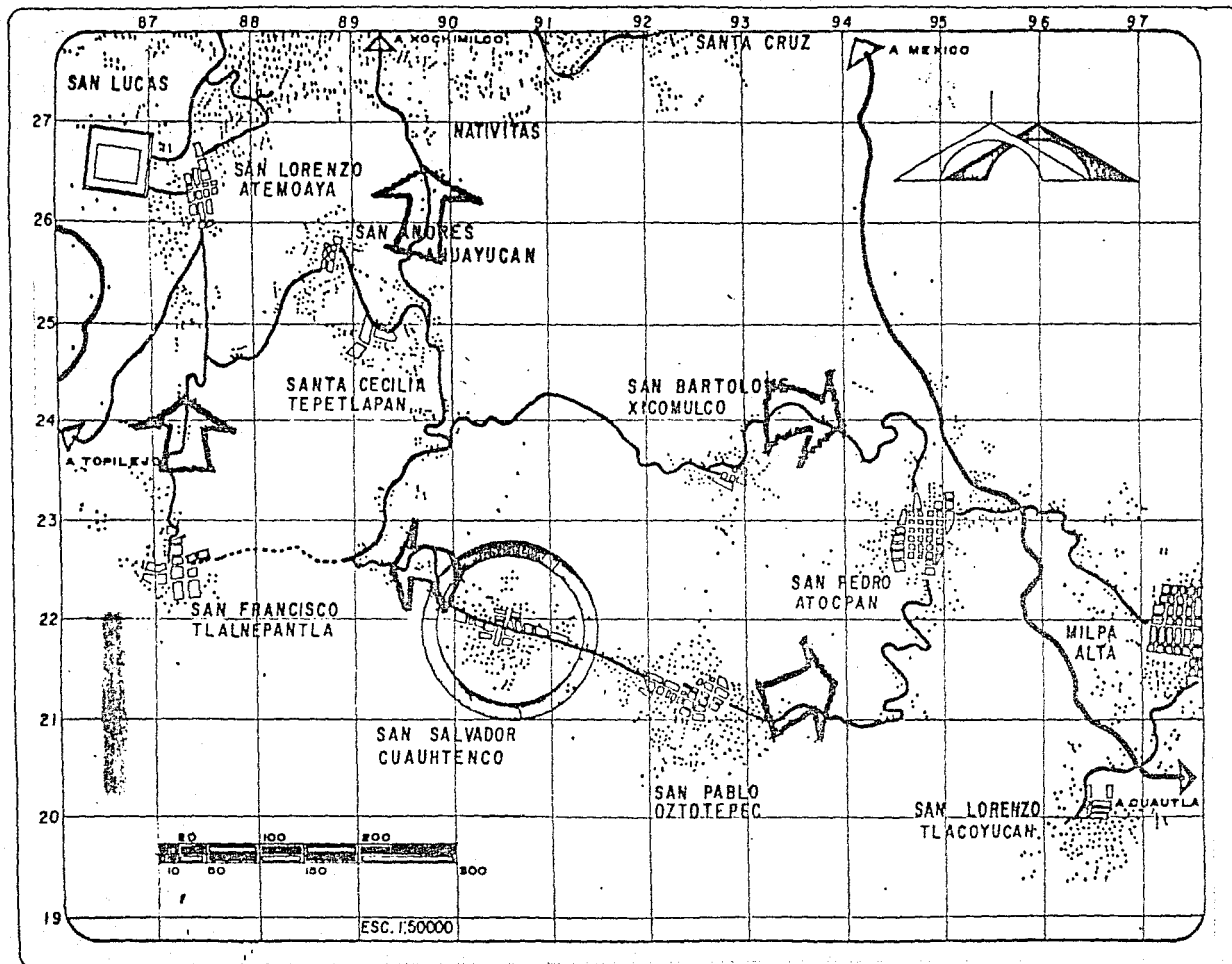 87 88 89 90 91 92 93 94 95 96 97
A XOCHIMILCO
SANTA CRUZ
A MEXICO
SAN LUCAS
27
NATIVITAS
SAN LORENZO
ATEMOAYA
26
SAN ANDRES
AHUAYUCAN
25
SANTA CECILIA
TEPETLAPAN
SAN BARTOLOME
XICOMULCO
24
A TOPILEJO
23
SAN PEDRO
ATOCPAN
SAN FRANCISCO
TLALNEPANTLA
22
MILPA
ALTA
21
SAN SALVADOR
CUAUHTENCO
SAN PABLO
OZTOTEPEC
A CUAUTLA
SAN LORENZO
TLACOYUCAN.
20
20 100 200
10 50 150 300
19
ESC. 1:50000